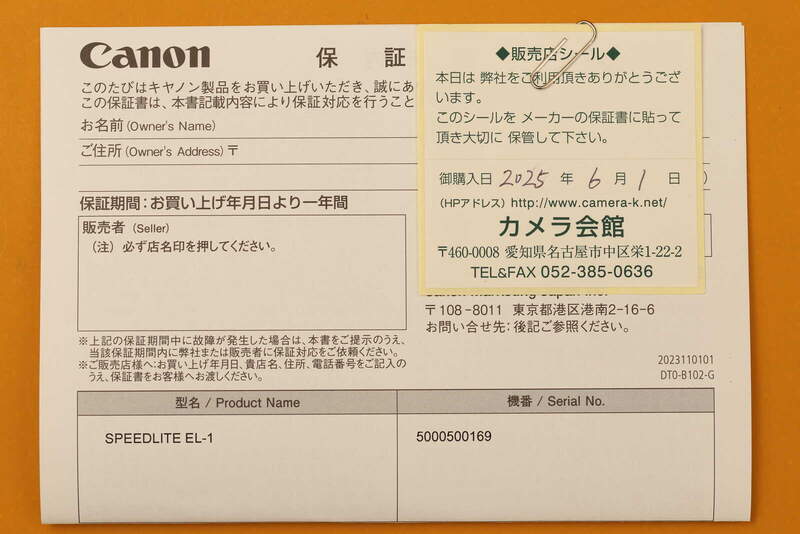 Canon 保 証
このたびはキヤノン製品をお買い上げいただき、誠にあ
この保証書は、本書記載内容により保証対応を行うこと
お名前(Owner's Name)
ご住所(Owner's Address)〒
保証期間:お買い上げ年月日より一年間
販売者 (Seller)
(注) 必ず店名印を押してください。
※上記の保証期間中に故障が発生した場合は、本書をご提示のうえ、
当該保証期間内に弊社または販売者に保証対応をご依頼ください。
※ご販売店様へ:お買い上げ年月日、貴店名、住所、電話番号をご記入の
うえ、保証書をお客様へお渡しください。
◆販売店シール◆
本日は 弊社をご利用頂きありがとうござ
います。
このシールを メーカーの保証書に貼って
頂き大切に 保管して下さい。
御購入日 2025 年 6 月 1 日
(HPアドレス) http://www.camera-k.net/
カメラ会館
〒460-0008 愛知県名古屋市中区栄1-22-2
TEL&FAX 052-385-0636
〒108-8011 東京都港区港南2-16-6
お問い合せ先:後記ご参照ください。
2023110101
DT0-B102-G
型名 / Product Name
機番 / Serial No.
SPEEDLITE EL-1
5000500169